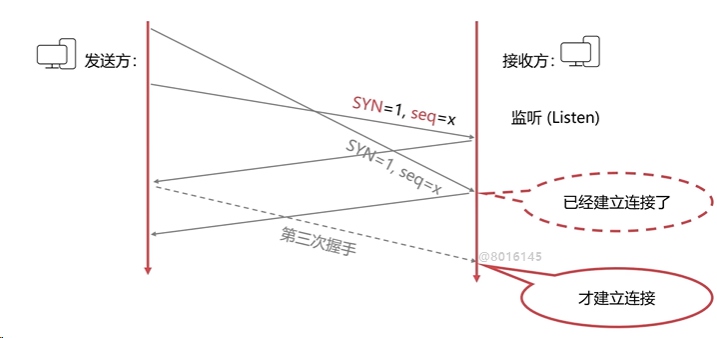 发送方：
接收方：
SYN=1, seq=x
监听 (Listen)
SYN=1, seq=x
已经建立连接了
第三次握手
@8016145
才建立连接